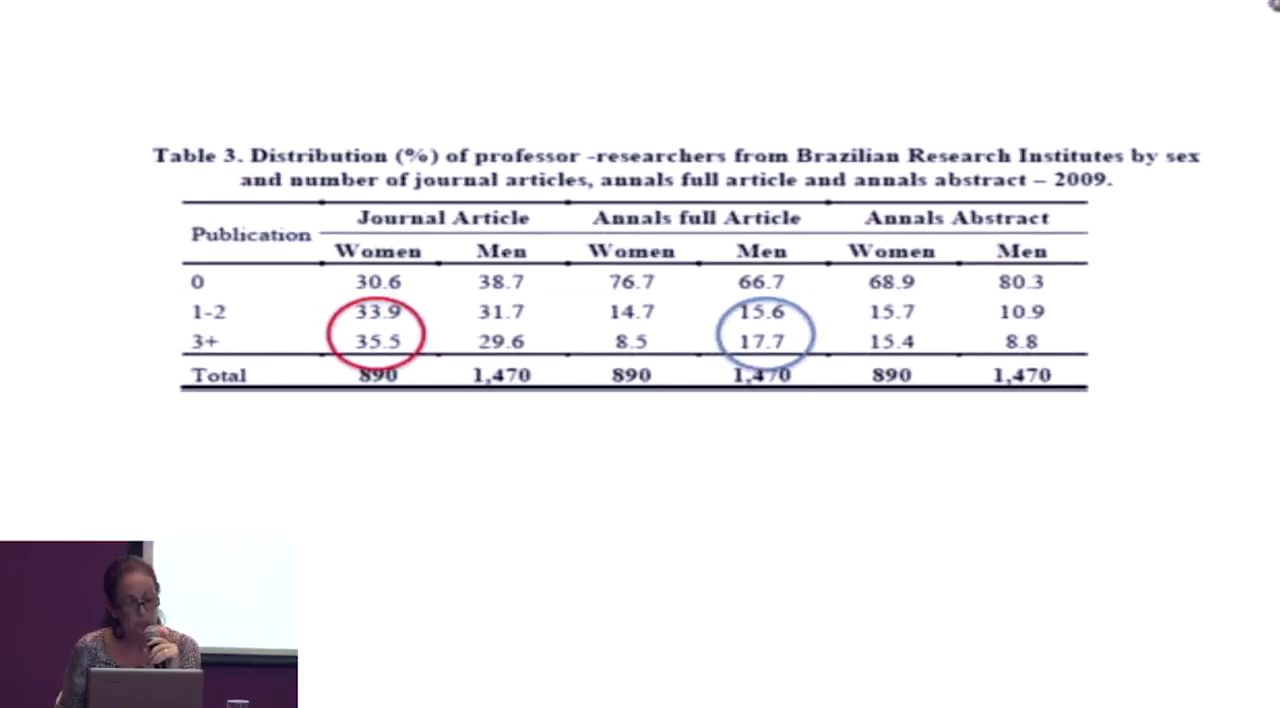 Table 3. Distribution (%) of professor -researchers from Brazilian Research Institutes by sex
and number of journal articles, annals full article and annals abstract – 2009.
Publication Journal Article Annals full Article Annals Abstract
Women Men Women Men Women Men
0 30.6 38.7 76.7 66.7 68.9 80.3
1-2 33.9 31.7 14.7 15.6 15.7 10.9
3+ 35.5 29.6 8.5 17.7 15.4 8.8
Total 890 1,470 890 1,470 890 1,470